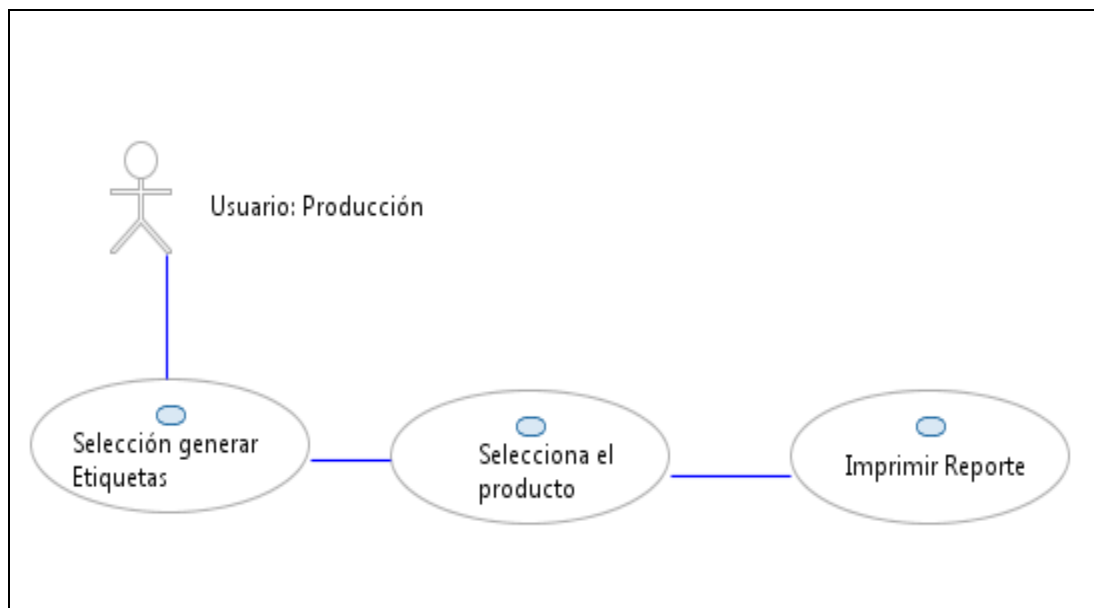 Usuario: Producción
Selección generar
Etiquetas
Selecciona el
producto
Imprimir Reporte